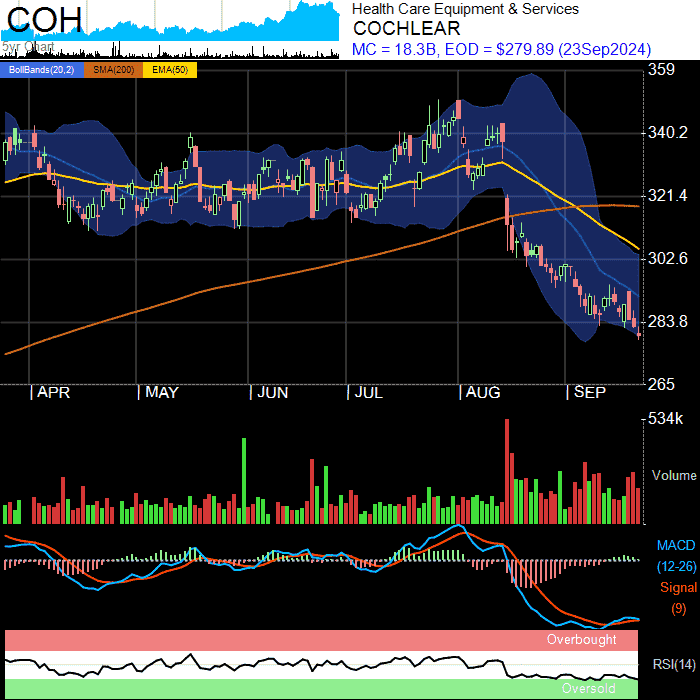 COH
5yr Chart
Health Care Equipment & Services
COCHLEAR
MC = 18.3B, EOD = $279.89 (23Sep2024)
BollBands(20,2) SMA(200) EMA(50)
359
340.2
321.4
302.6
283.8
265
APR MAY JUN JUL AUG SEP
534k
Volume
MACD
(12-26)
Signal
(9)
Overbought
RSI(14)
Oversold